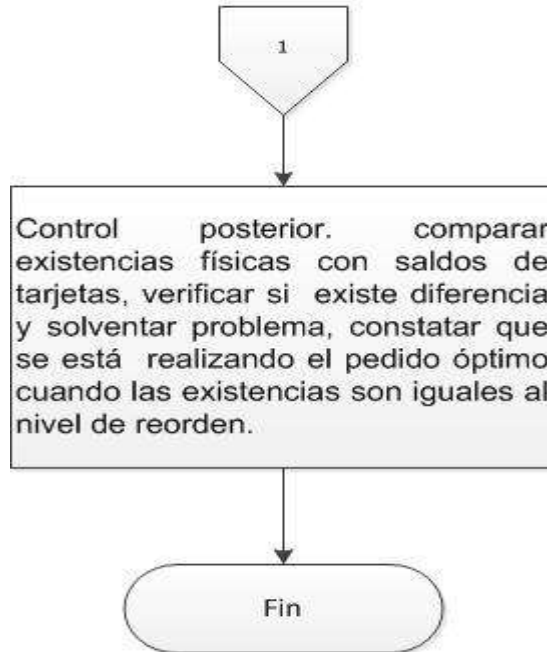 1
Control posterior. comparar
existencias físicas con saldos de
tarjetas, verificar si existe diferencia
y solventar problema, constatar que
se está realizando el pedido óptimo
cuando las existencias son iguales al
nivel de reorden.
Fin